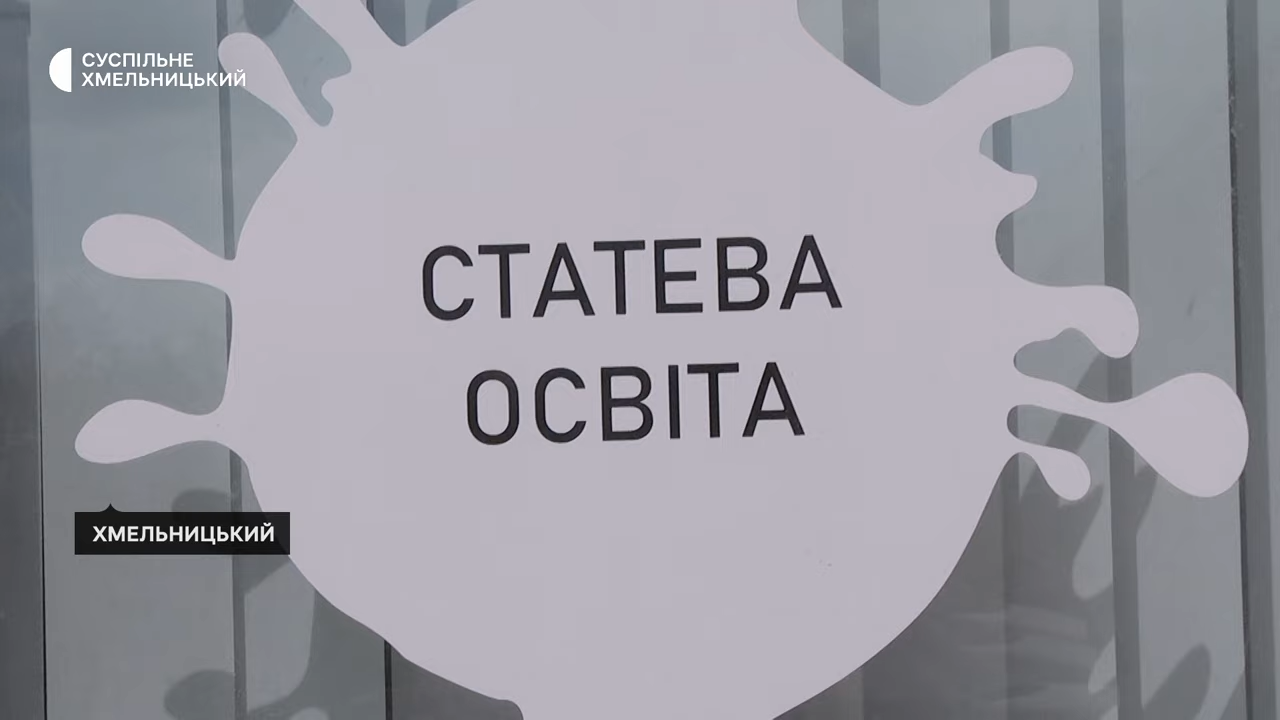 СУСПІЛЬНЕ
ХМЕЛЬНИЦЬКИЙ
СТАТЕВА
ОСВІТА
ХМЕЛЬНИЦЬКИЙ